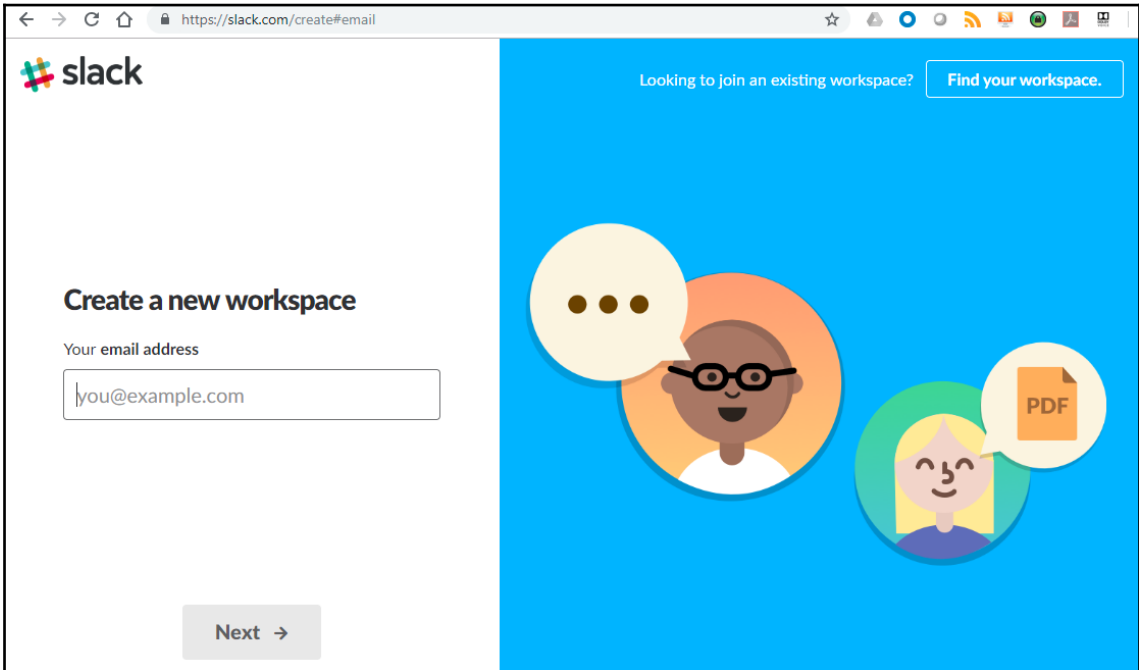 https://slack.com/create#email
slack
Looking to join an existing workspace? Find your workspace.
Create a new workspace
Your email address
you@example.com
PDF
Next →